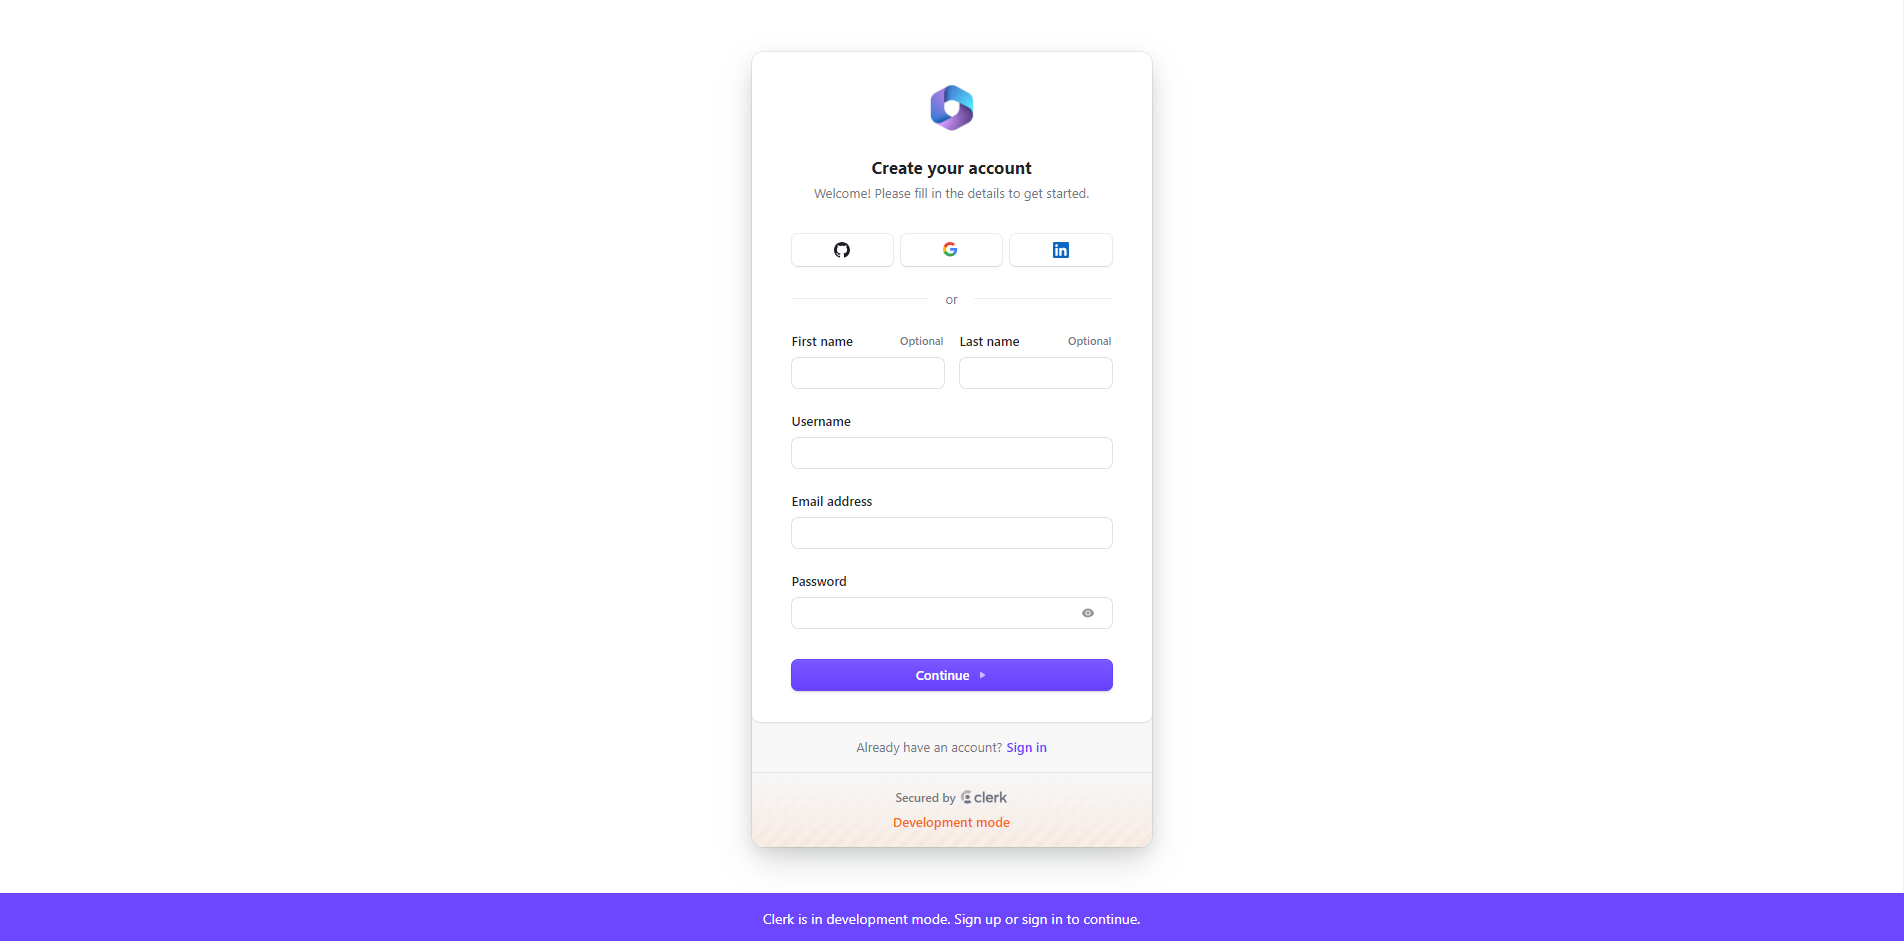 Create your account
Welcome! Please fill in the details to get started.
or
First name Optional Last name Optional
Username
Email address
Password
Continue
Already have an account? Sign in
Secured by clerk
Development mode
Clerk is in development mode. Sign up or sign in to continue.